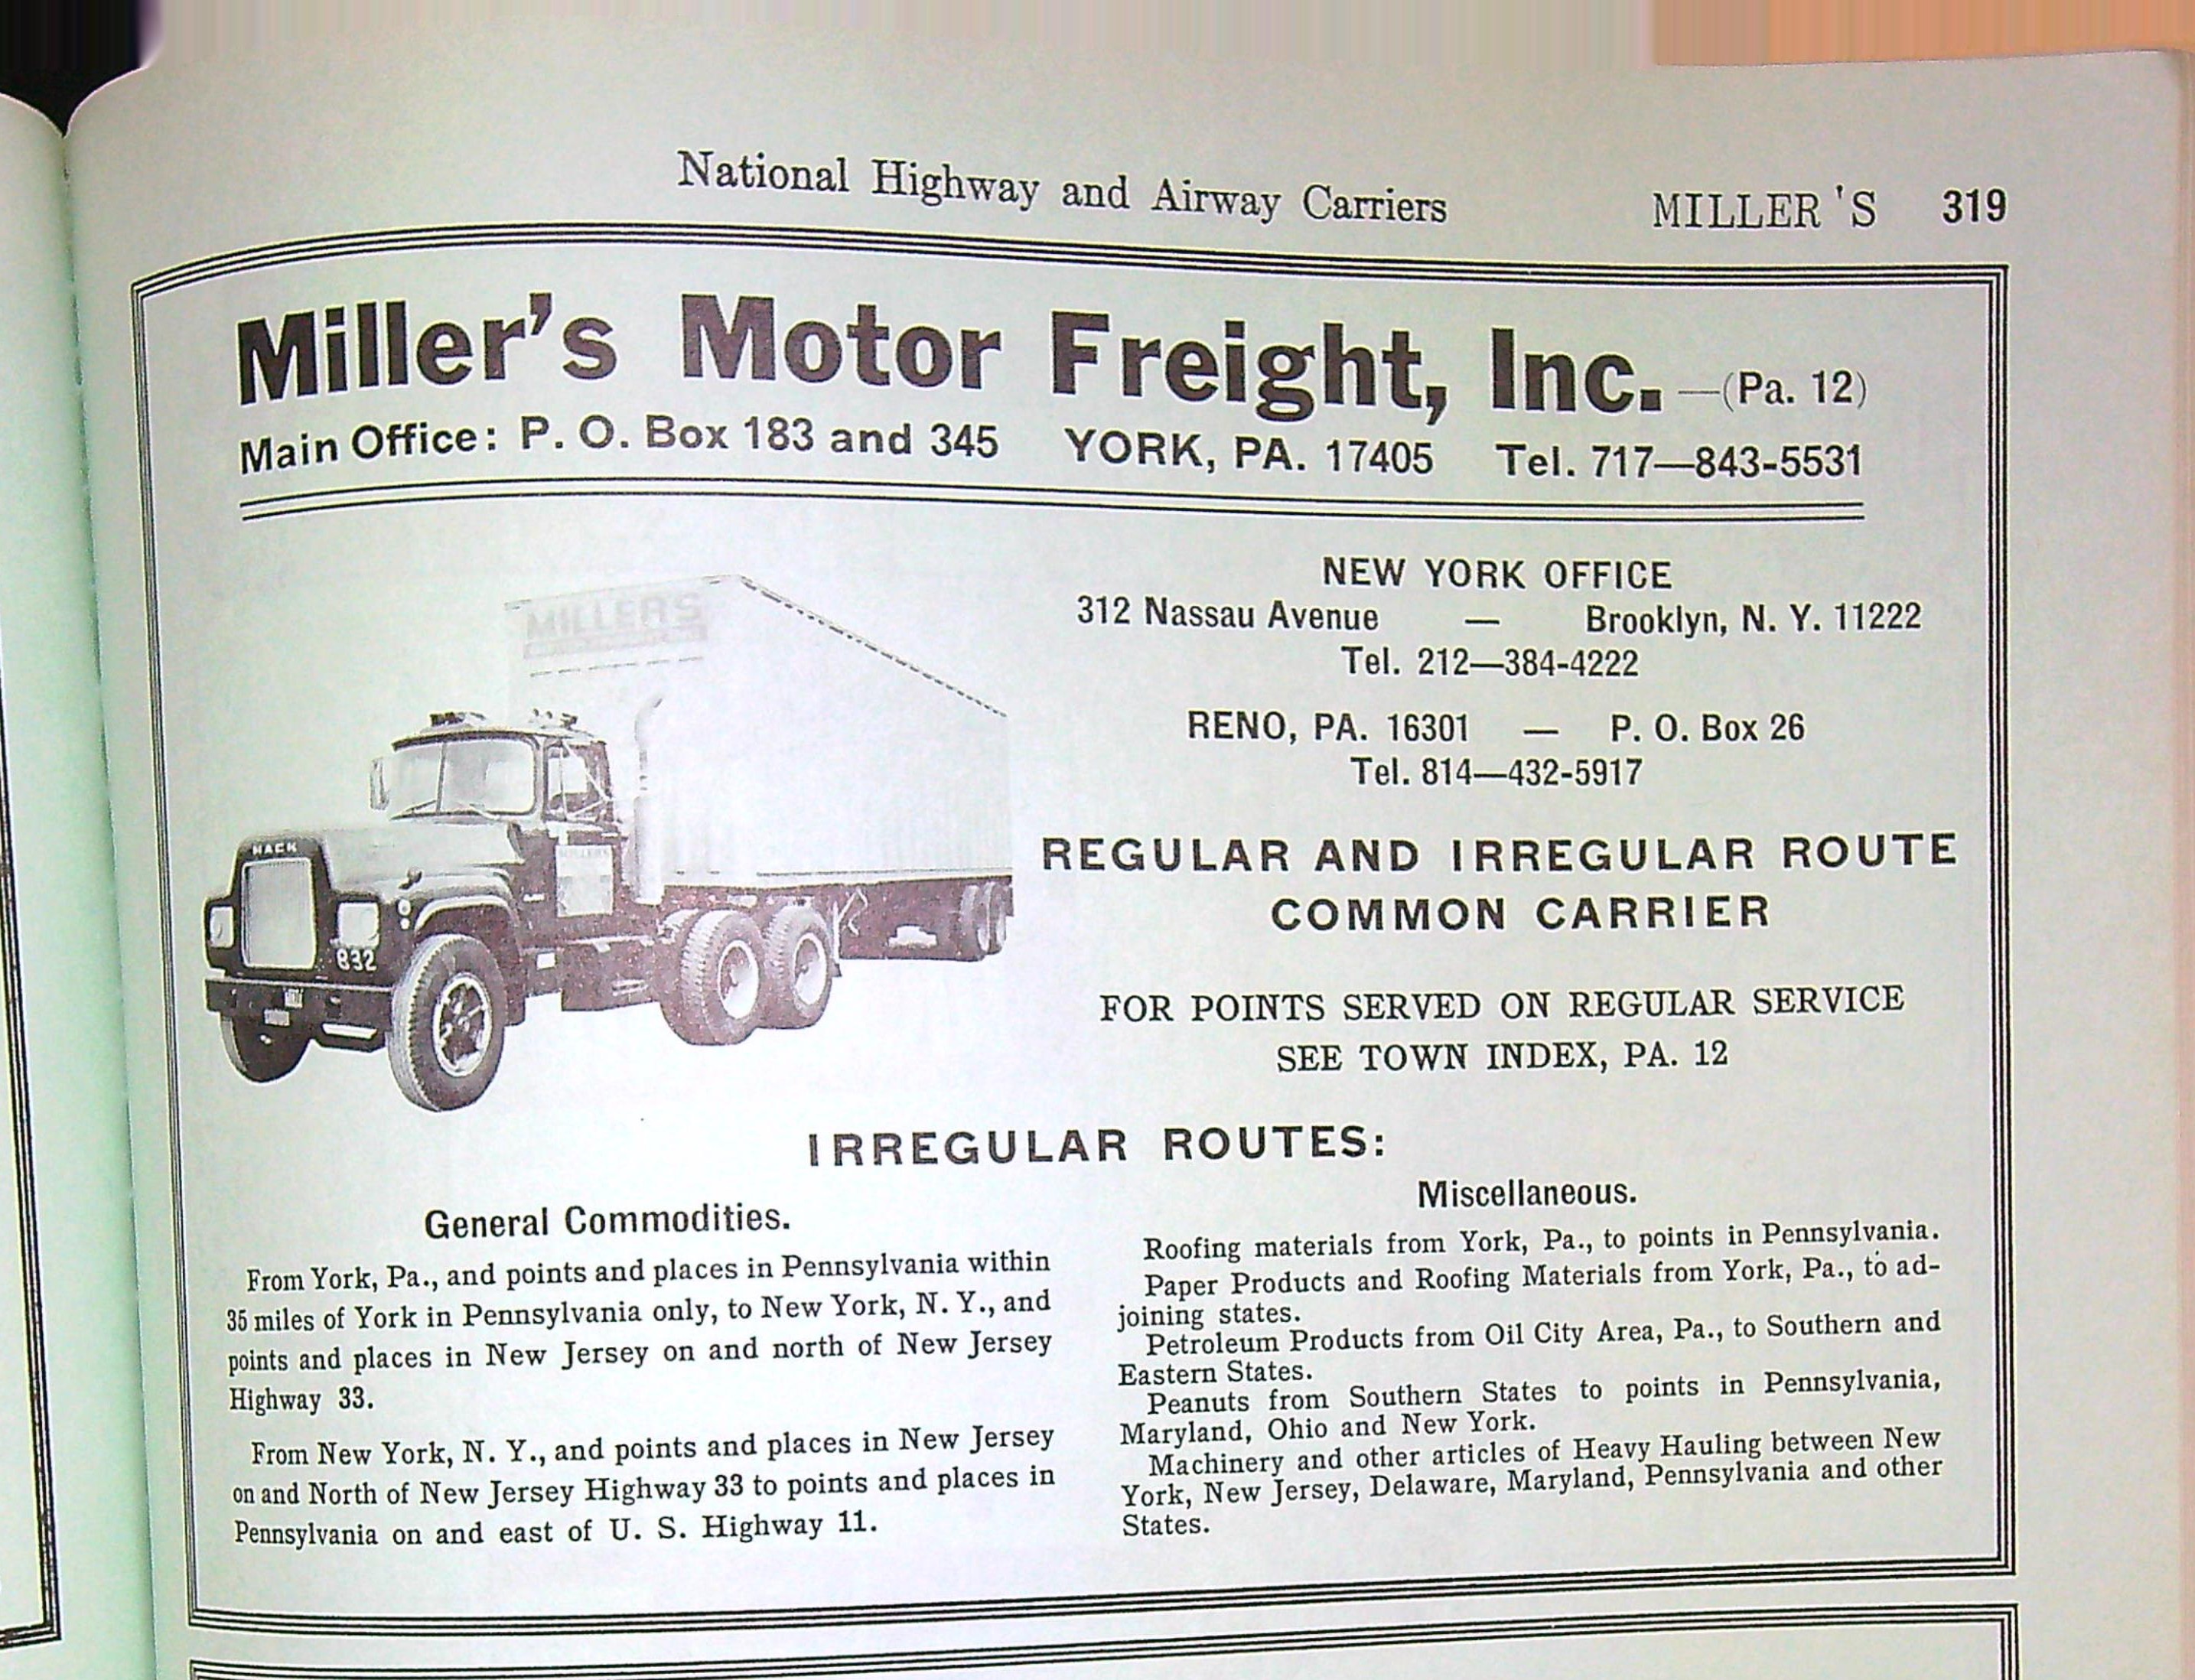 National Highway and Airway Carriers MILLER'S 319
Miller's Motor Freight, Inc. —(Pa. 12)
Main Office: P. O. Box 183 and 345 YORK, PA. 17405 Tel. 717—843-5531
MILLER'S
MACK
832
NEW YORK OFFICE
312 Nassau Avenue — Brooklyn, N. Y. 11222
Tel. 212—384-4222
RENO, PA. 16301 — P. O. Box 26
Tel. 814—432-5917
REGULAR AND IRREGULAR ROUTE
COMMON CARRIER
FOR POINTS SERVED ON REGULAR SERVICE
SEE TOWN INDEX, PA. 12
IRREGULAR ROUTES:
General Commodities.
From York, Pa., and points and places in Pennsylvania within
35 miles of York in Pennsylvania only, to New York, N. Y., and
points and places in New Jersey on and north of New Jersey
Highway 33.
From New York, N. Y., and points and places in New Jersey
on and North of New Jersey Highway 33 to points and places in
Pennsylvania on and east of U. S. Highway 11.
Miscellaneous.
Roofing materials from York, Pa., to points in Pennsylvania.
Paper Products and Roofing Materials from York, Pa., to ad-
joining states.
Petroleum Products from Oil City Area, Pa., to Southern and
Eastern States.
Peanuts from Southern States to points in Pennsylvania,
Maryland, Ohio and New York.
Machinery and other articles of Heavy Hauling between New
York, New Jersey, Delaware, Maryland, Pennsylvania and other
States.